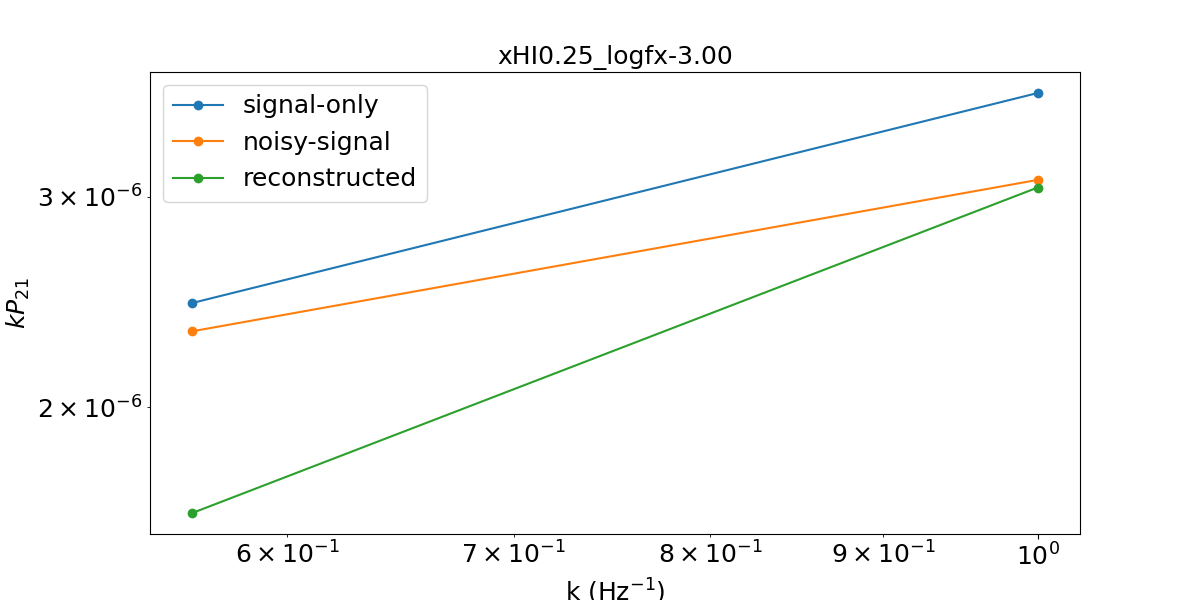 xHI0.25_logfx-3.00
signal-only
noisy-signal
reconstructed
3 × 10⁻⁶
2 × 10⁻⁶
kP₂₁
6 × 10⁻¹ 7 × 10⁻¹ 8 × 10⁻¹ 9 × 10⁻¹ 10⁰
k (Hz⁻¹)